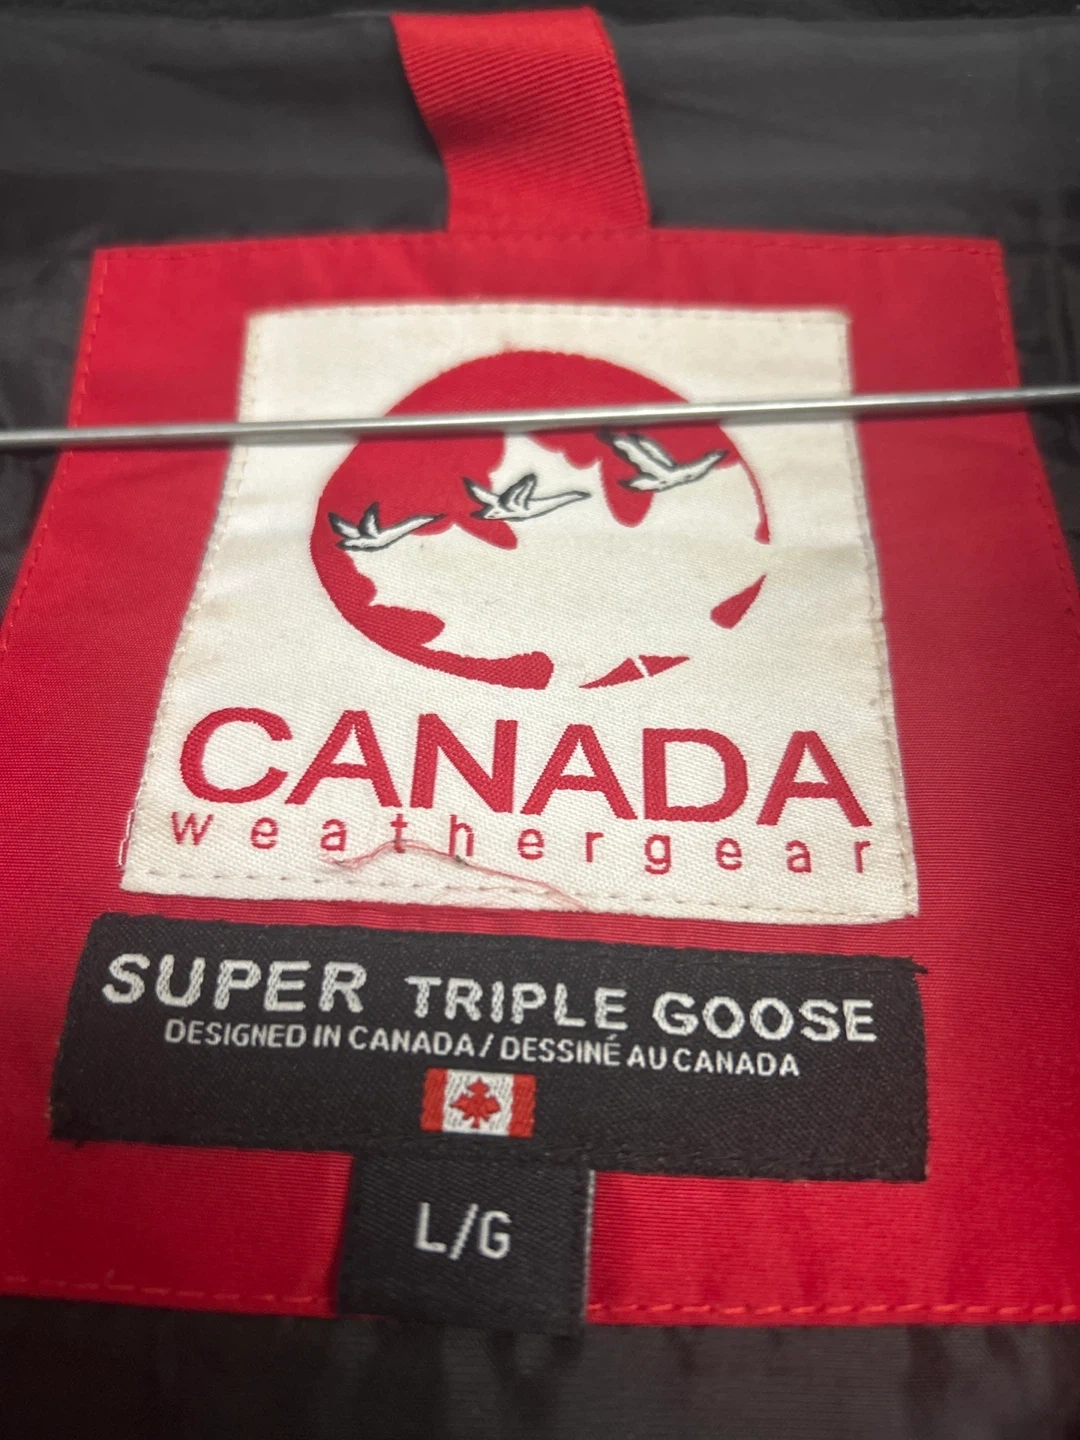 CANADA
weathergear
SUPER TRIPLE GOOSE
DESIGNED IN CANADA / DESSINÉ AU CANADA
L/G